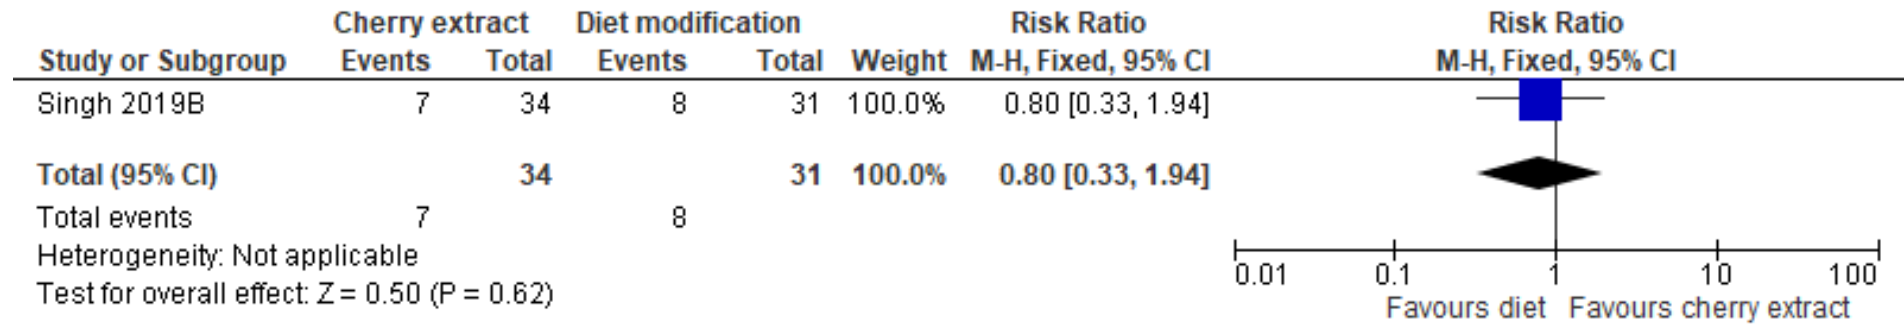 Cherry extract Diet modification Risk Ratio Risk Ratio
Study or Subgroup Events Total Events Total Weight M-H, Fixed, 95% CI M-H, Fixed, 95% CI
Singh 2019B 7 34 8 31 100.0% 0.80 [0.33, 1.94]
Total (95% CI) 34 31 100.0% 0.80 [0.33, 1.94]
Total events 7 8
Heterogeneity: Not applicable
Test for overall effect: Z = 0.50 (P = 0.62)
0.01 0.1 1 10 100
Favours diet Favours cherry extract